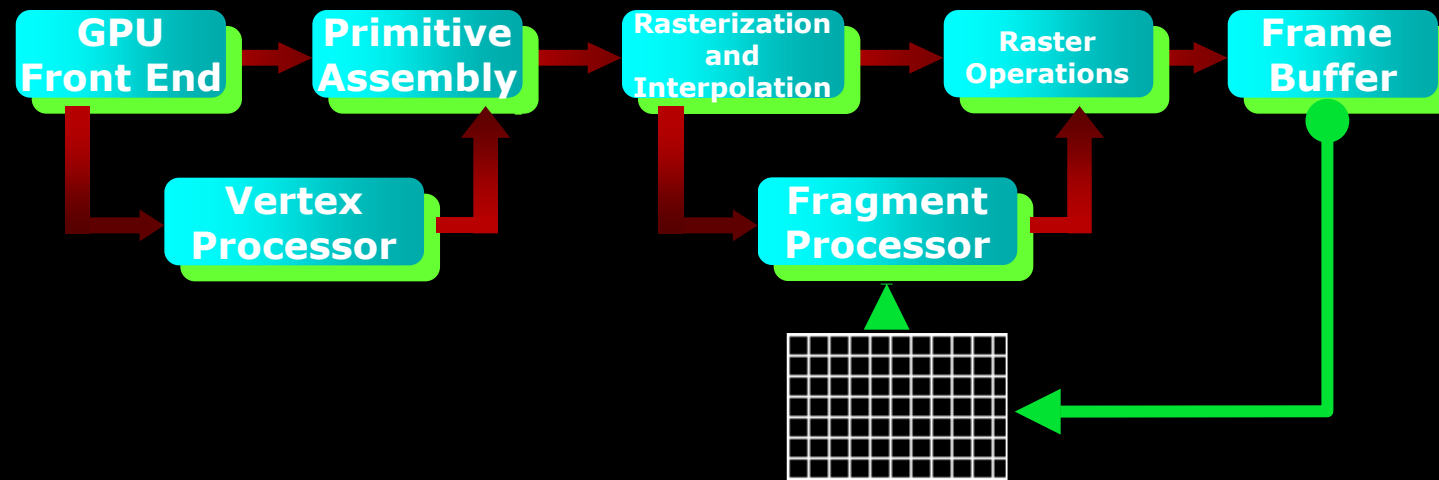 GPU
Front End
Primitive
Assembly
Rasterization
and
Interpolation
Raster
Operations
Frame
Buffer
Vertex
Processor
Fragment
Processor